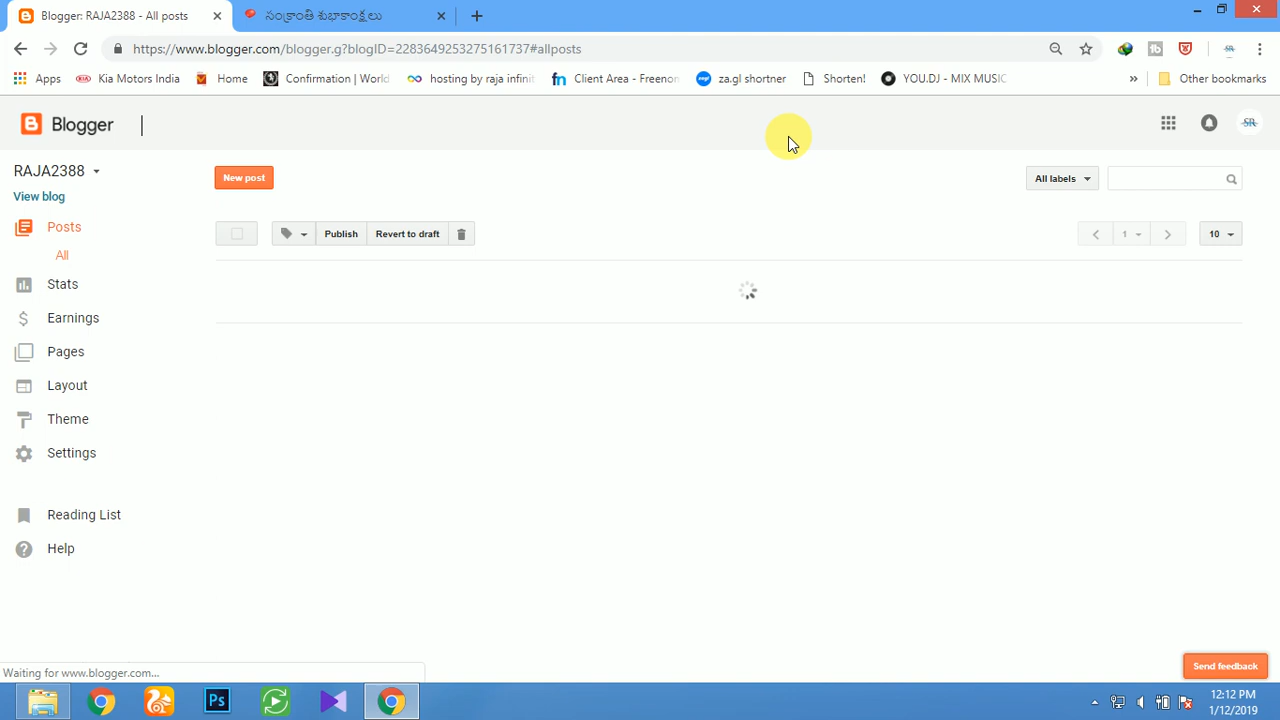 Blogger: RAJA2388 - All posts
సంక్రాంతి శుభాకాంక్షలు
https://www.blogger.com/blogger.g?blogID=2283649253275161737#allposts
Apps
Kia Motors India
Home
Confirmation | World
hosting by raja infinit
Client Area - Freenom
za.gl shortner
Shorten!
YOU.DJ - MIX MUSIC
»
Other bookmarks
Blogger
SR
RAJA2388
View blog
New post
All labels
Posts
Publish
Revert to draft
1
10
All
Stats
Earnings
Pages
Layout
Theme
Settings
Reading List
Help
Send feedback
Waiting for www.blogger.com...
Ps
12:12 PM
1/12/2019